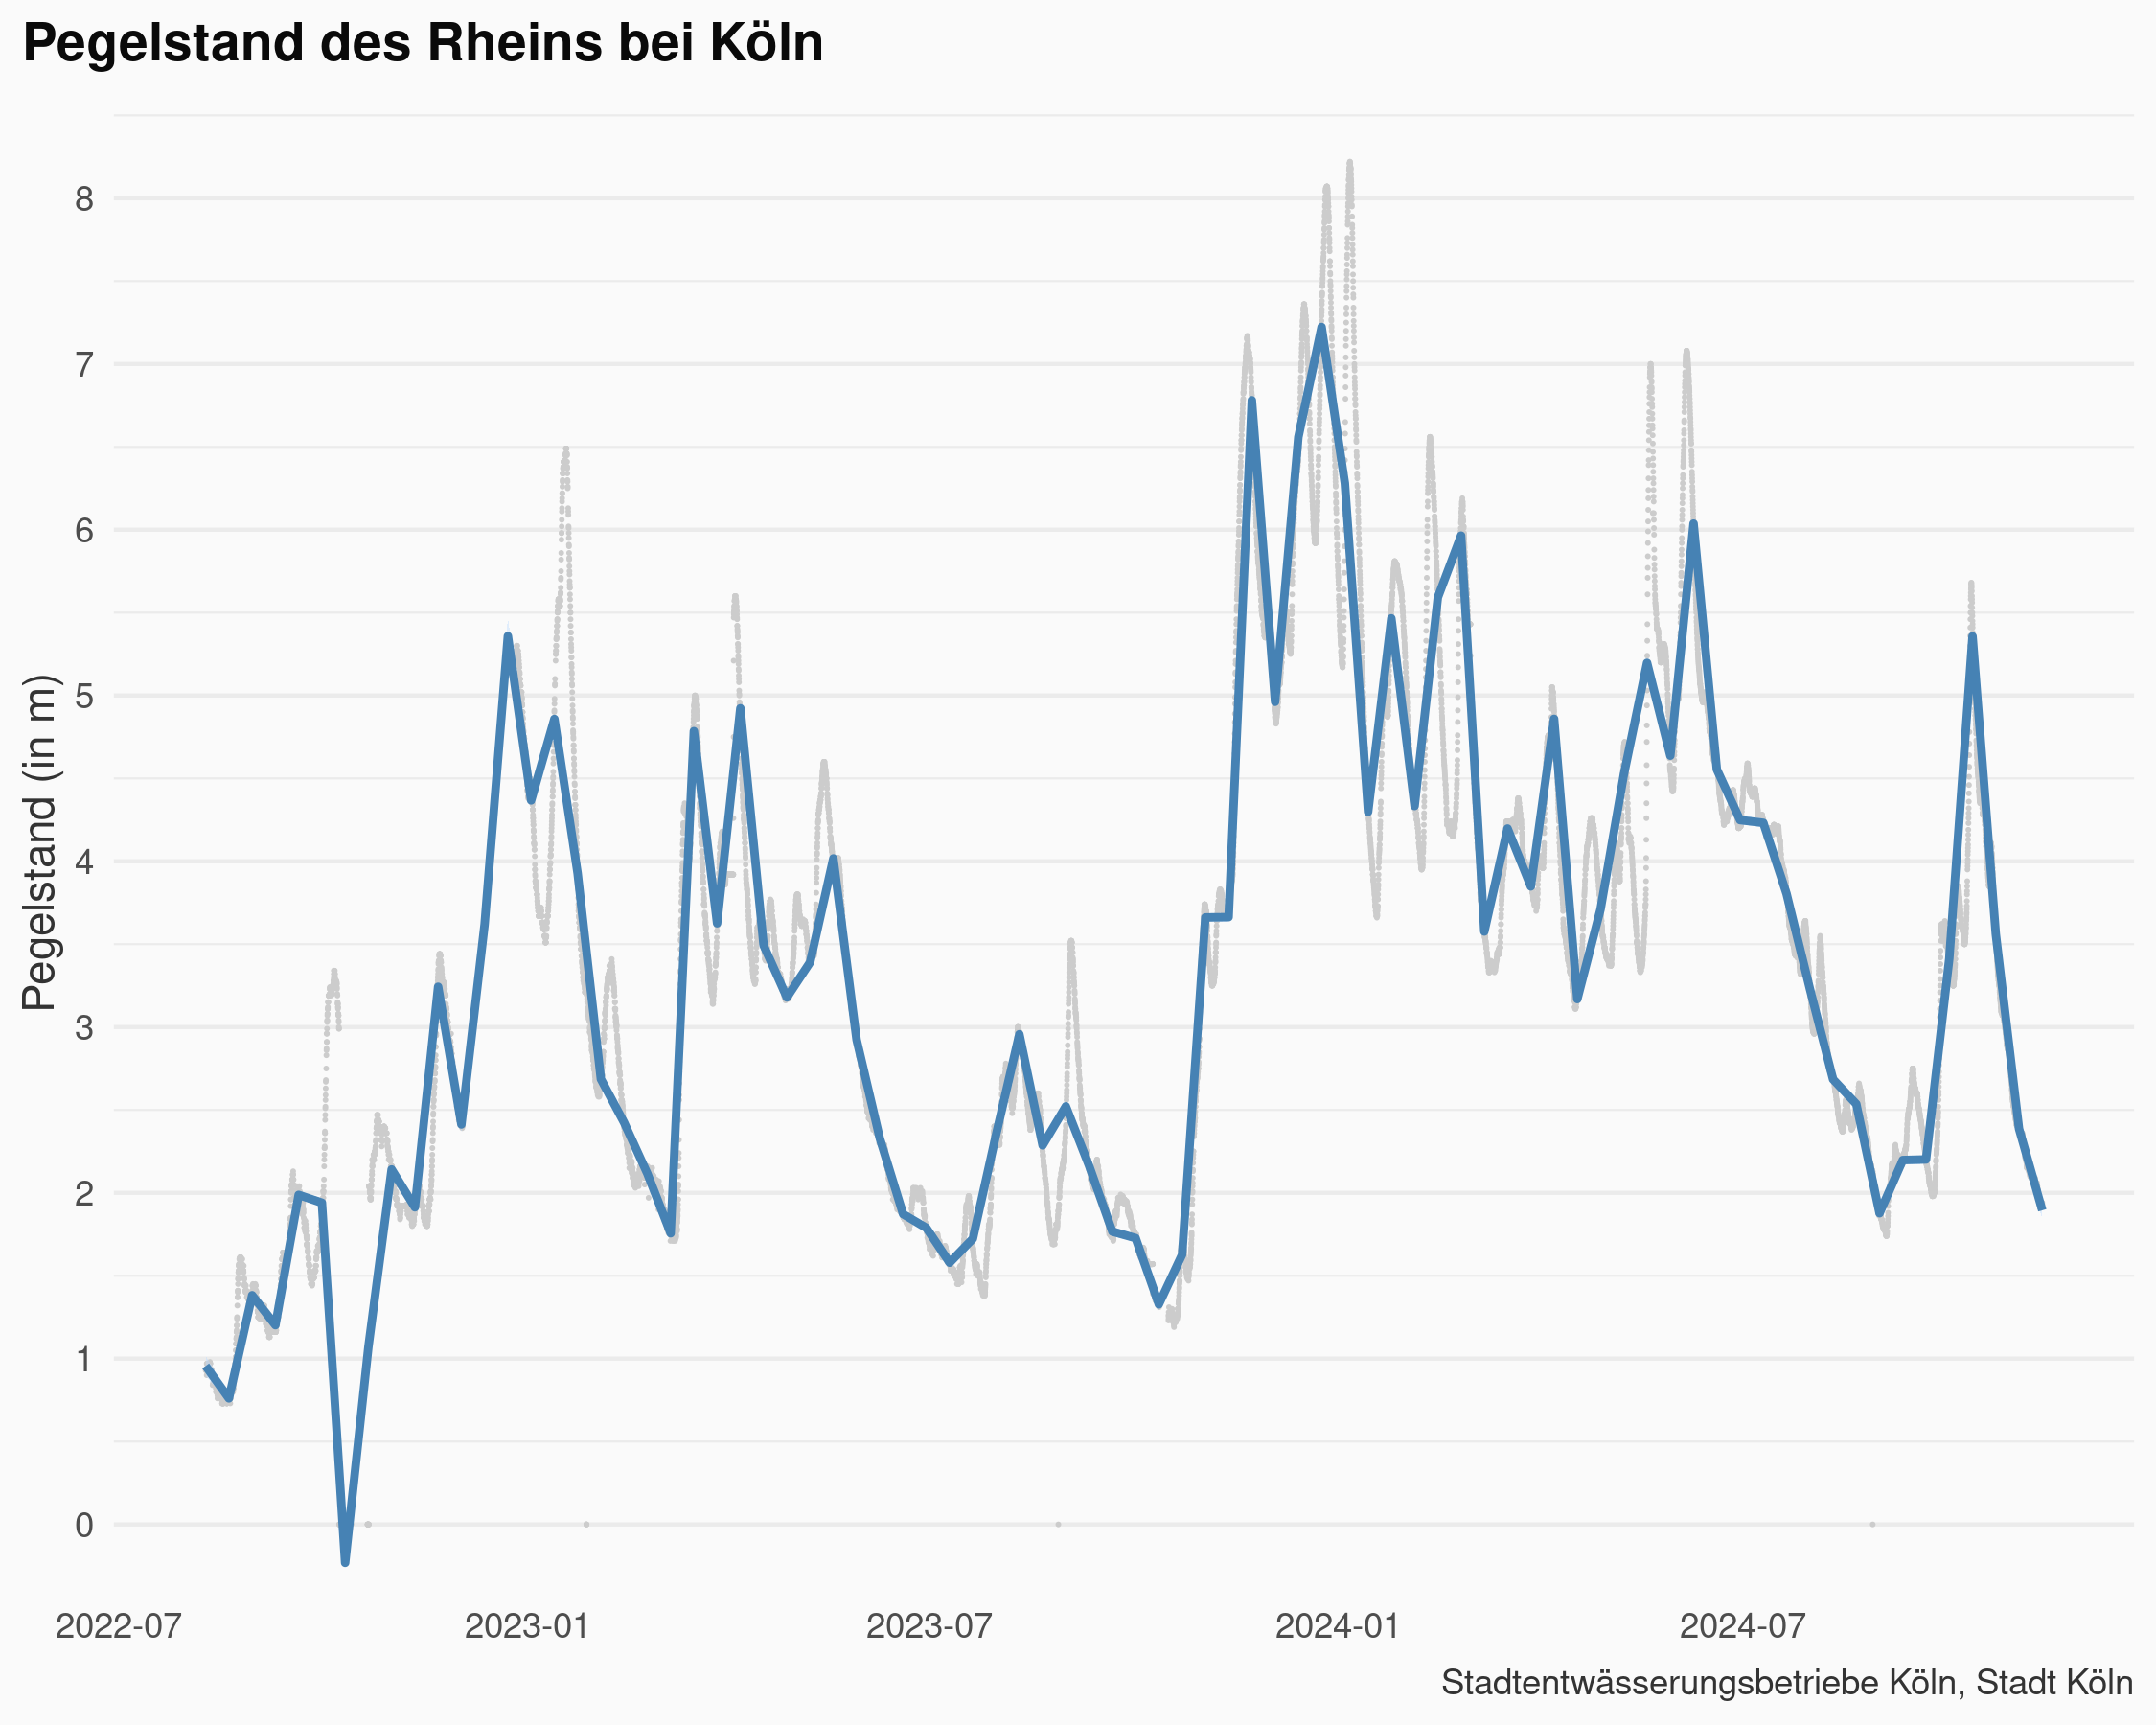 Pegelstand des Rheins bei Köln
Pegelstand (in m)
8
7
6
5
4
3
2
1
0
2022-07 2023-01 2023-07 2024-01 2024-07
Stadtentwässerungsbetriebe Köln, Stadt Köln